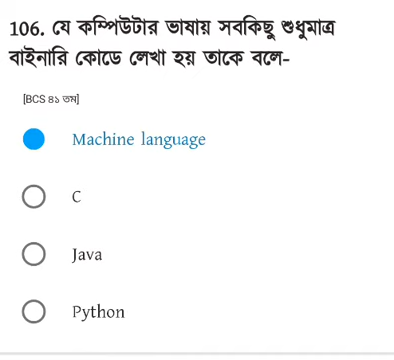 106. যে কম্পিউটার ভাষায় সবকিছু শুধুমাত্র
বাইনারি কোডে লেখা হয় তাকে বলে-
[BCS ৪১ তম]
Machine language
C
Java
Python